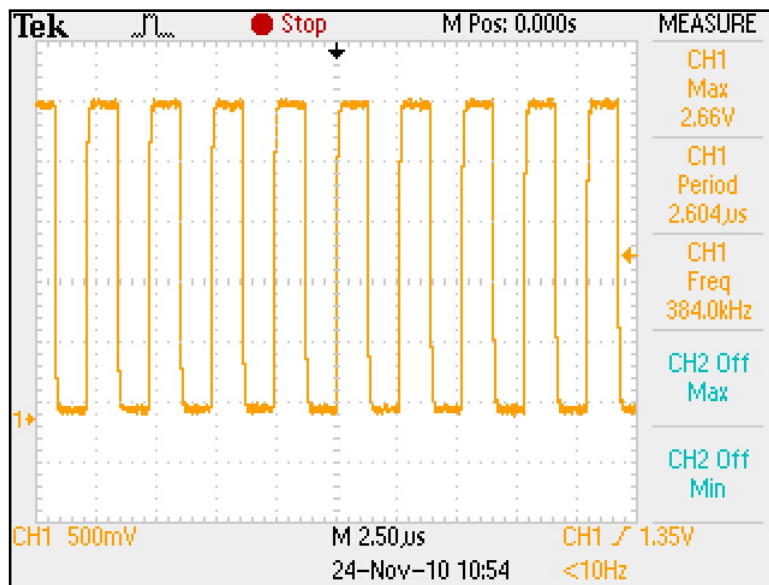 Tek Stop M Pos: 0.000s MEASURE
CH1
Max
2.66V
CH1
Period
2.604µs
CH1
Freq
384.0kHz
CH2 Off
Max
CH2 Off
Min
1
CH1 500mV M 2.50µs CH1 1.35V
24-Nov-10 10:54 <10Hz